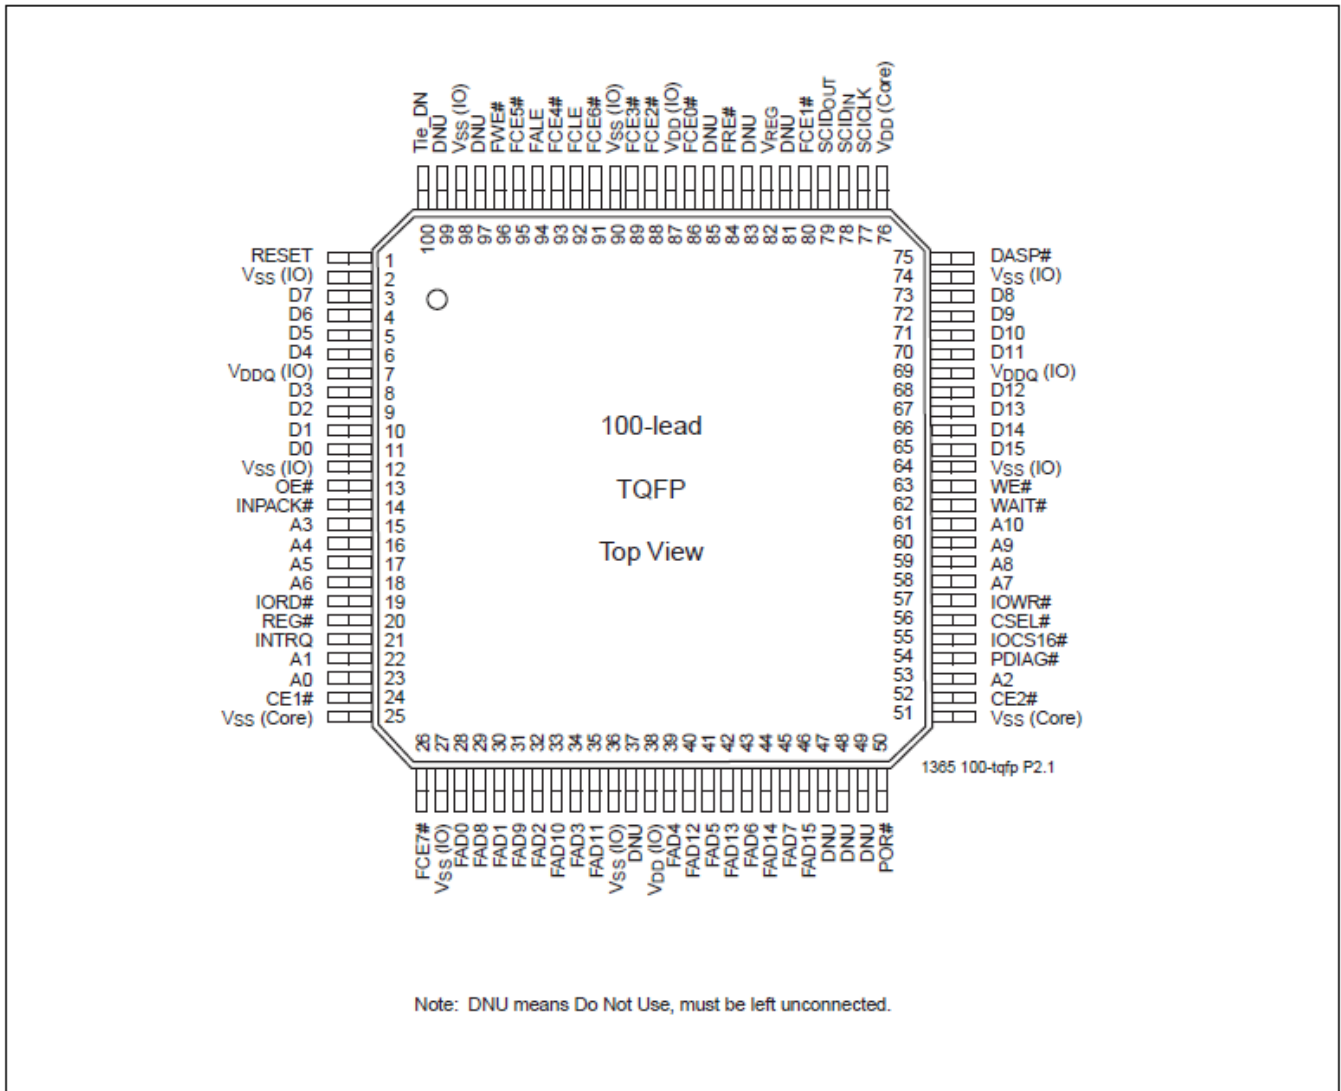 Tie_DN
DNU
VSS (IO)
DNU
FWE#
FCE5#
FALE
FCE4#
FCLE
FCE6#
VSS (IO)
FCE3#
FCE2#
VDD (IO)
FCE0#
DNU
FRE#
DNU
VREG
DNU
FCE1#
SCIDOUT
SCIDIN
SCICLK
VDD (Core)
100
99
98
97
96
95
94
93
92
91
90
89
88
87
86
85
84
83
82
81
80
79
78
77
76
RESET 1
VSS (IO) 2
D7 3
D6 4
D5 5
D4 6
VDDQ (IO) 7
D3 8
D2 9
D1 10
D0 11
VSS (IO) 12
OE# 13
INPACK# 14
A3 15
A4 16
A5 17
A6 18
IORD# 19
REG# 20
INTRQ 21
A1 22
A0 23
CE1# 24
VSS (Core) 25
100-lead
TQFP
Top View
75 DASP#
74 VSS (IO)
73 D8
72 D9
71 D10
70 D11
69 VDDQ (IO)
68 D12
67 D13
66 D14
65 D15
64 VSS (IO)
63 WE#
62 WAIT#
61 A10
60 A9
59 A8
58 A7
57 IOWR#
56 CSEL#
55 IOCS16#
54 PDIAG#
53 A2
52 CE2#
51 VSS (Core)
26
27
28
29
30
31
32
33
34
35
36
37
38
39
40
41
42
43
44
45
46
47
48
49
50
1365 100-tqfp P2.1
FCE7#
VSS (IO)
FAD0
FAD8
FAD1
FAD9
FAD2
FAD10
FAD3
FAD11
VSS (IO)
DNU
VDD (IO)
FAD4
FAD12
FAD5
FAD13
FAD6
FAD14
FAD7
FAD15
DNU
DNU
DNU
POR#
Note: DNU means Do Not Use, must be left unconnected.